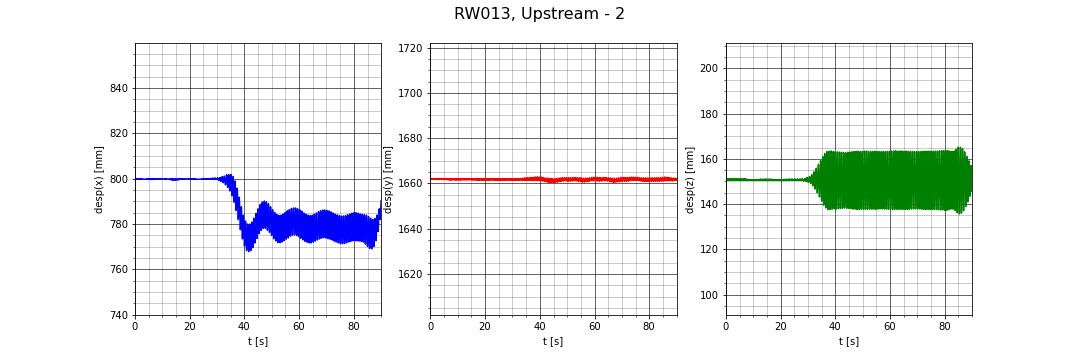 RW013, Upstream - 2
desp(x) [mm]
840
820
800
780
760
740
0 20 40 60 80
t [s]
desp(y) [mm]
1720
1700
1680
1660
1640
1620
0 20 40 60 80
t [s]
desp(z) [mm]
200
180
160
140
120
100
0 20 40 60 80
t [s]